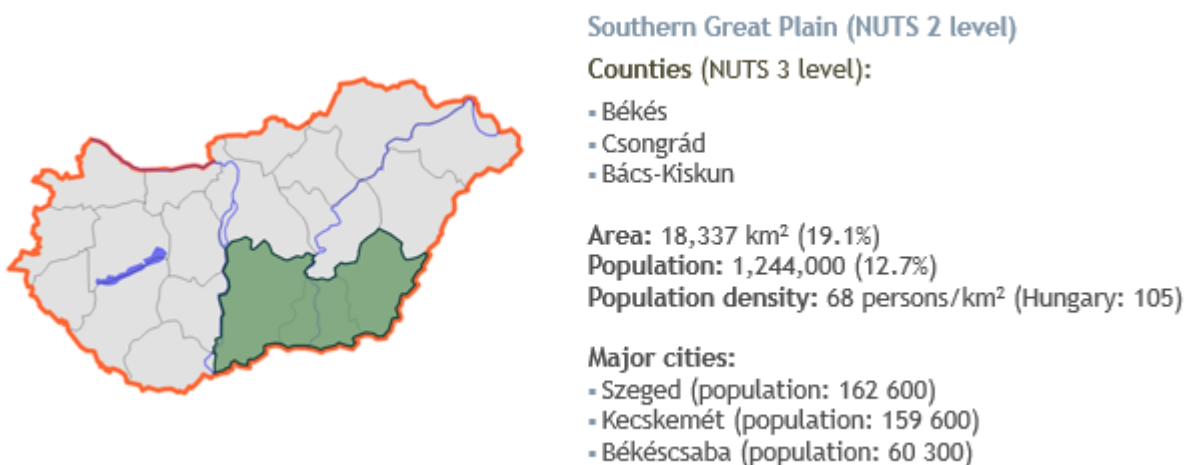 Southern Great Plain (NUTS 2 level)
Counties (NUTS 3 level):
▪ Békés
▪ Csongrád
▪ Bács-Kiskun
Area: 18,337 km² (19.1%)
Population: 1,244,000 (12.7%)
Population density: 68 persons/km² (Hungary: 105)
Major cities:
▪ Szeged (population: 162 600)
▪ Kecskemét (population: 159 600)
▪ Békéscsaba (population: 60 300)